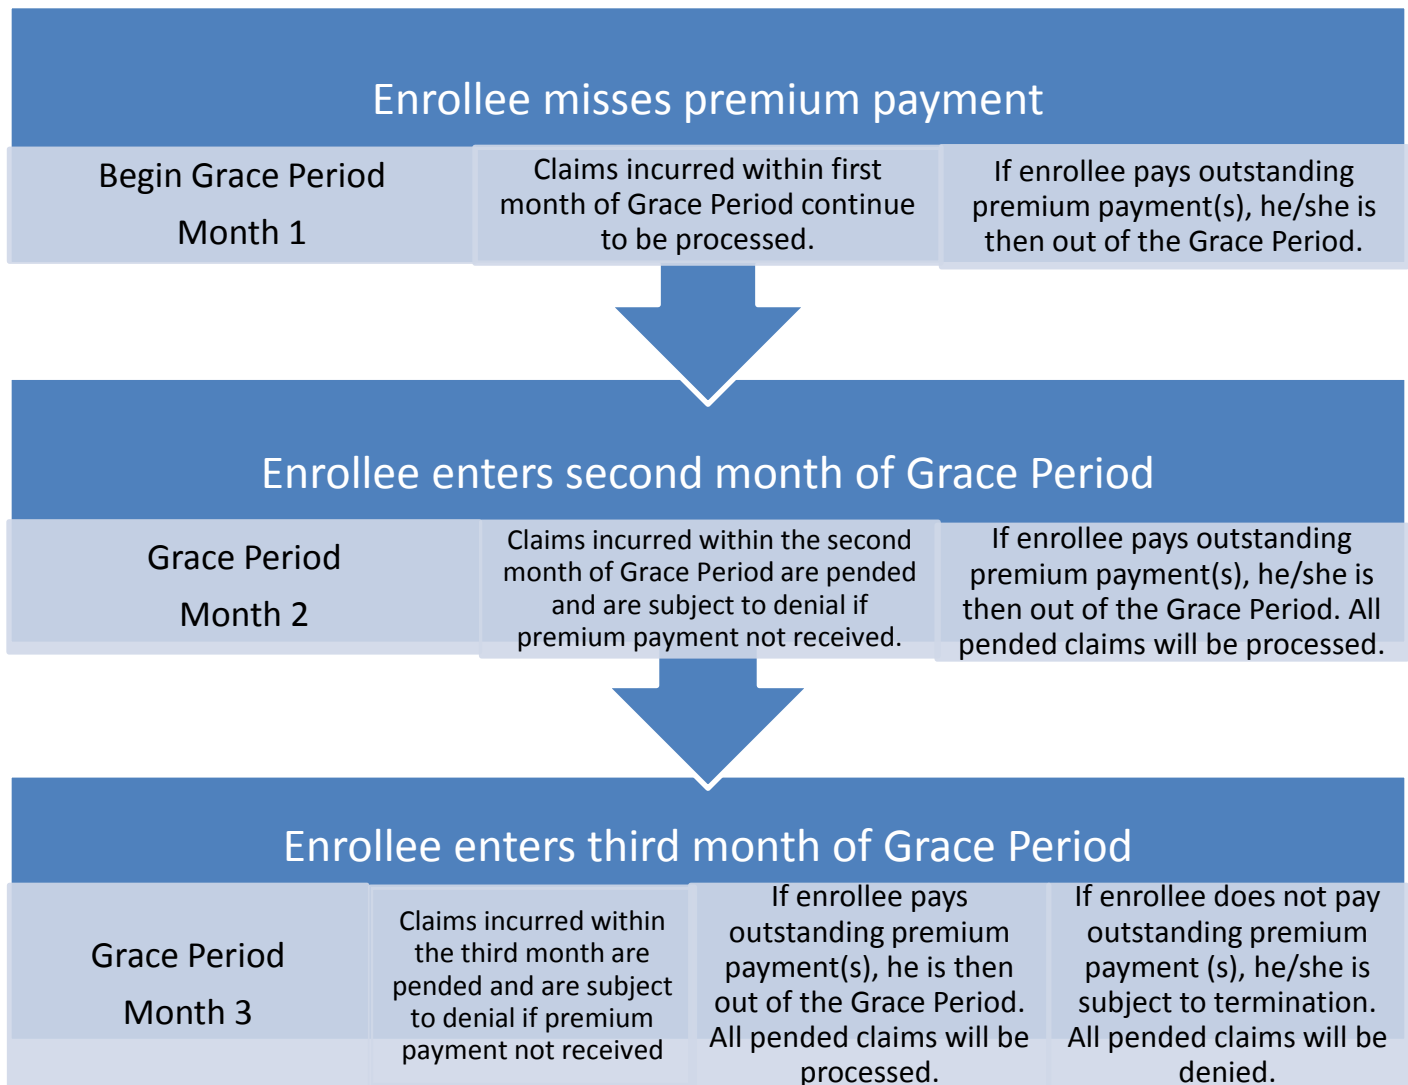 Enrollee misses premium payment
Begin Grace Period
Month 1
Claims incurred within first
month of Grace Period continue
to be processed.
If enrollee pays outstanding
premium payment(s), he/she is
then out of the Grace Period.
Enrollee enters second month of Grace Period
Grace Period
Month 2
Claims incurred within the second
month of Grace Period are pended
and are subject to denial if
premium payment not received.
If enrollee pays outstanding
premium payment(s), he/she is
then out of the Grace Period. All
pended claims will be processed.
Enrollee enters third month of Grace Period
Grace Period
Month 3
Claims incurred within
the third month are
pended and are subject
to denial if premium
payment not received
If enrollee pays
outstanding premium
payment(s), he is then
out of the Grace Period.
All pended claims will be
processed.
If enrollee does not pay
outstanding premium
payment (s), he/she is
subject to termination.
All pended claims will be
denied.